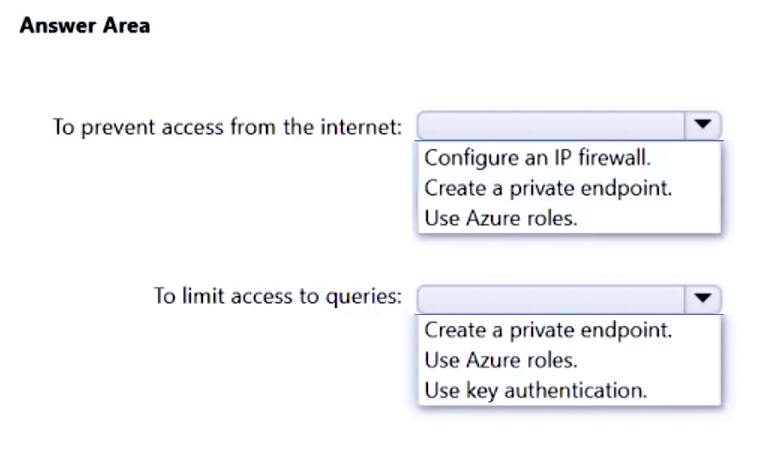 Answer Area
To prevent access from the internet:
Configure an IP firewall.
Create a private endpoint.
Use Azure roles.
To limit access to queries:
Create a private endpoint.
Use Azure roles.
Use key authentication.